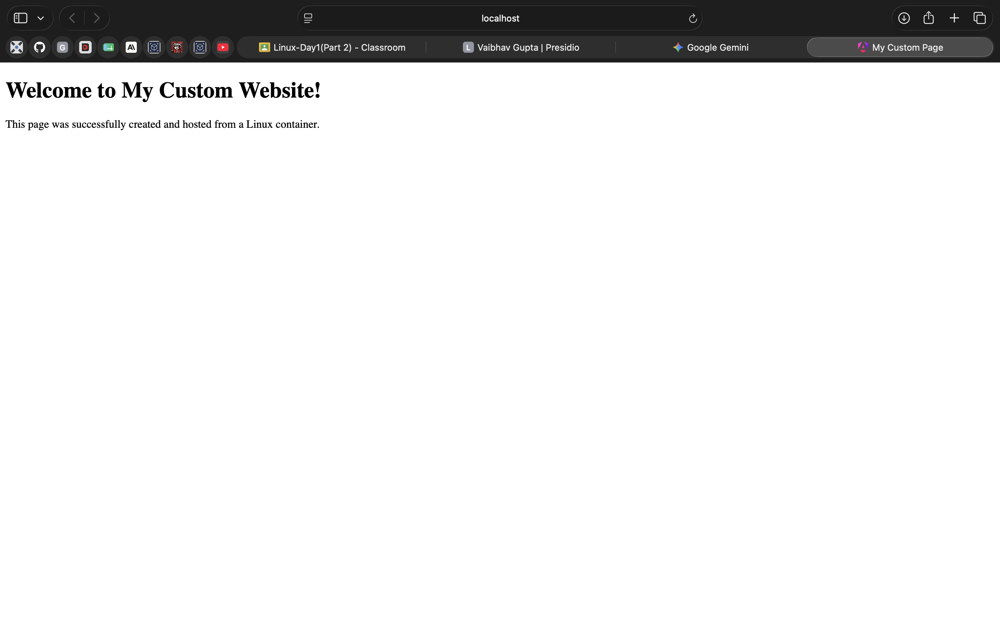 localhost
G
A\
Linux-Day1(Part 2) - Classroom
L Vaibhav Gupta | Presidio
Google Gemini
My Custom Page
Welcome to My Custom Website!
This page was successfully created and hosted from a Linux container.